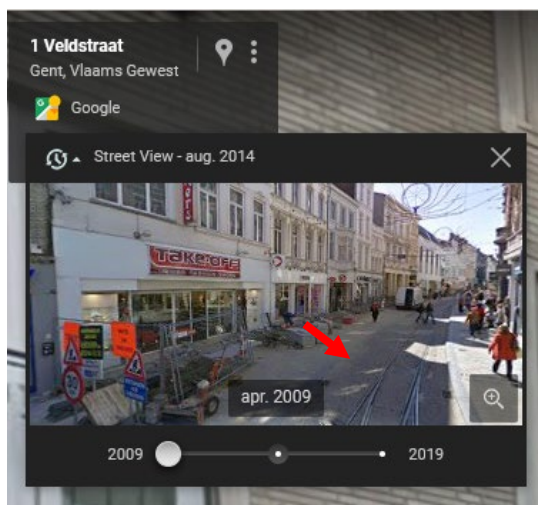 1 Veldstraat
Gent, Vlaams Gewest
Google
Street View - aug. 2014
TAKE-OFF
apr. 2009
2009
2019